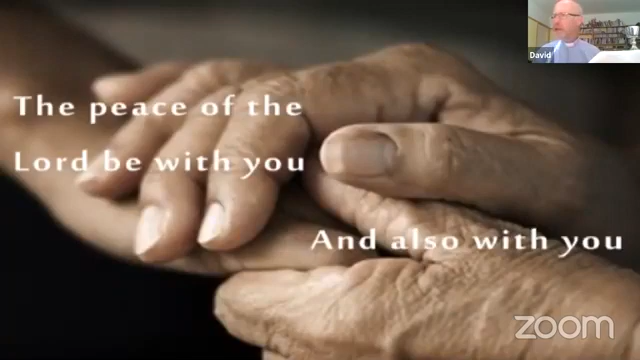 David
The peace of the
Lord be with you
And also with you
zoom